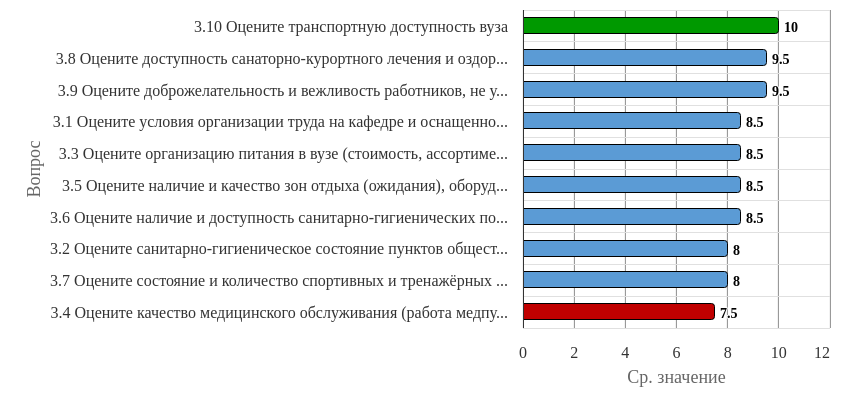 3.10 Оцените транспортную доступность вуза
10
3.8 Оцените доступность санаторно-курортного лечения и оздор...
9.5
3.9 Оцените доброжелательность и вежливость работников, не у...
9.5
3.1 Оцените условия организации труда на кафедре и оснащенно...
8.5
3.3 Оцените организацию питания в вузе (стоимость, ассортиме...
8.5
3.5 Оцените наличие и качество зон отдыха (ожидания), оборуд...
8.5
3.6 Оцените наличие и доступность санитарно-гигиенических по...
8.5
3.2 Оцените санитарно-гигиеническое состояние пунктов общест...
8
3.7 Оцените состояние и количество спортивных и тренажёрных ...
8
3.4 Оцените качество медицинского обслуживания (работа медпу...
7.5
Вопрос
0 2 4 6 8 10 12
Ср. значение